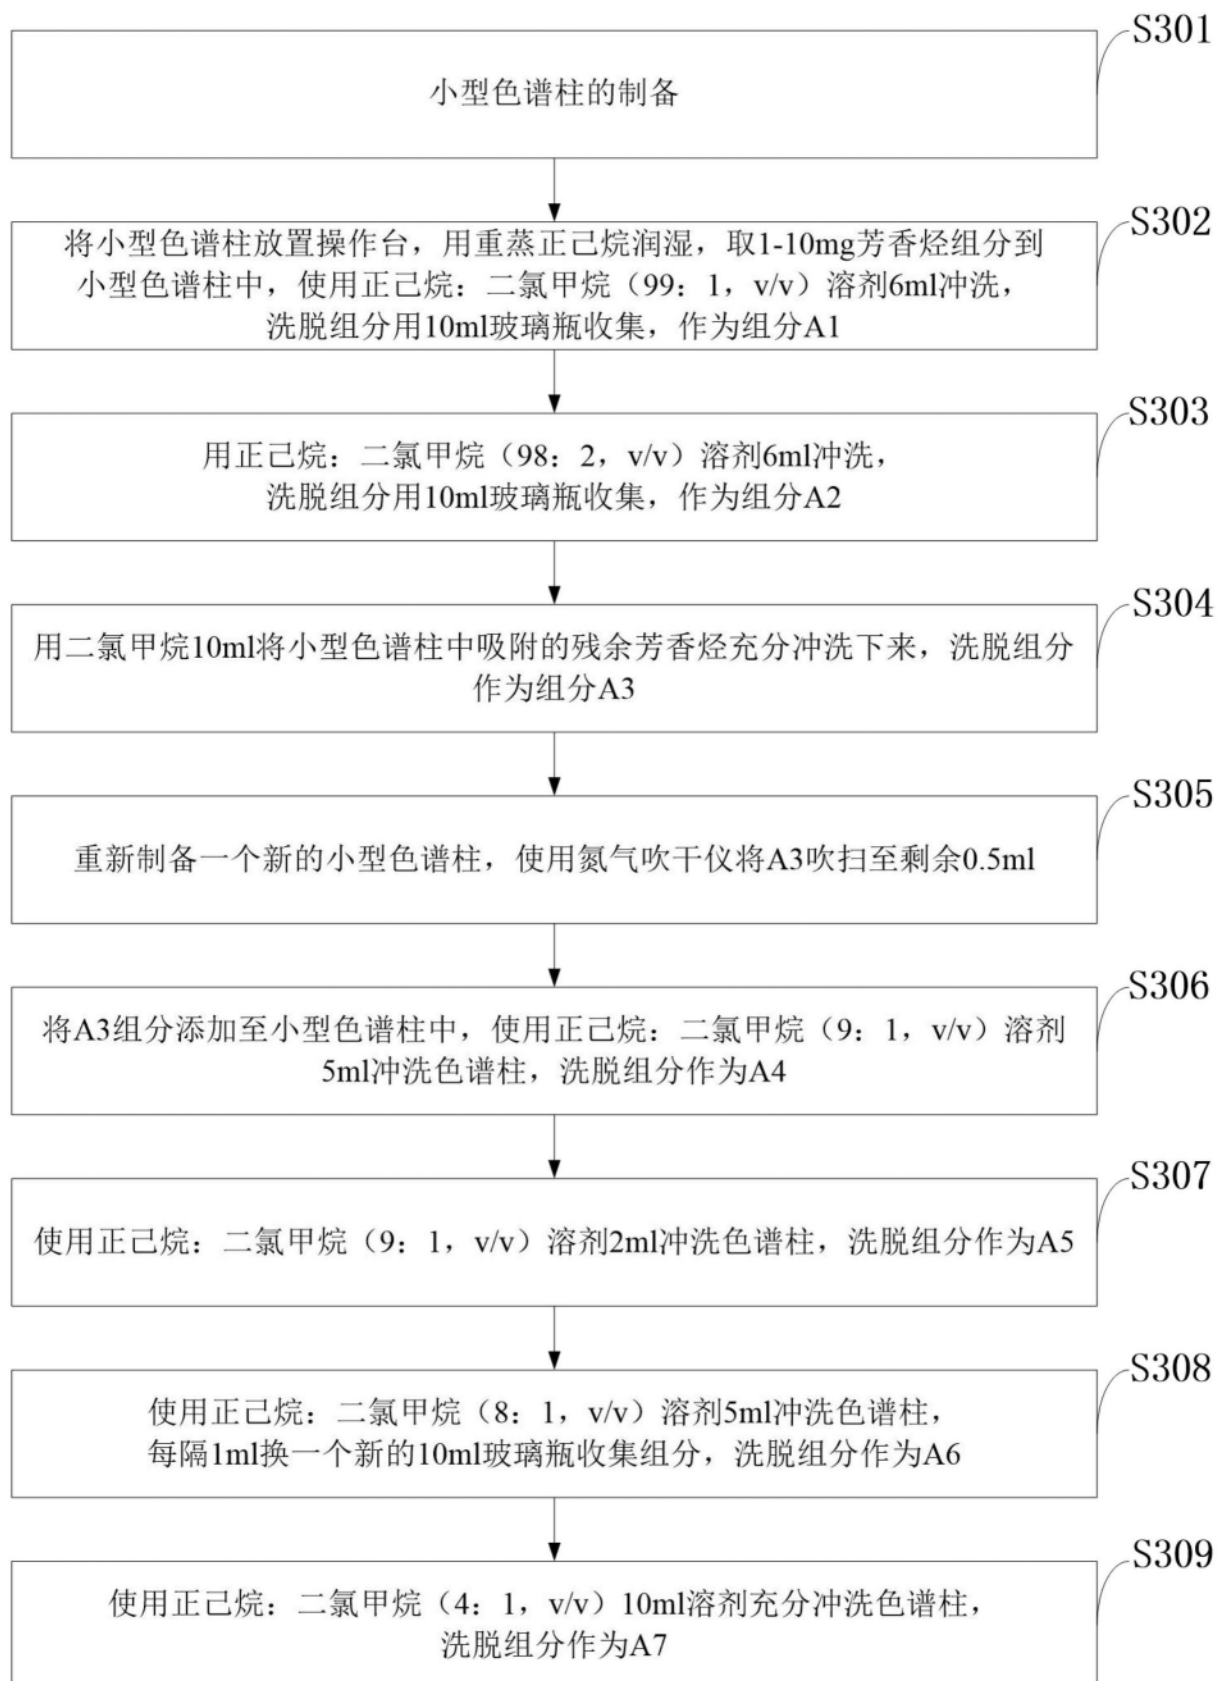 S301
小型色谱柱的制备
S302
将小型色谱柱放置操作台，用重蒸正己烷润湿，取1-10mg芳香烃组分到
小型色谱柱中，使用正己烷：二氯甲烷（99：1，v/v）溶剂6ml冲洗，
洗脱组分用10ml玻璃瓶收集，作为组分A1
S303
用正己烷：二氯甲烷（98：2，v/v）溶剂6ml冲洗，
洗脱组分用10ml玻璃瓶收集，作为组分A2
S304
用二氯甲烷10ml将小型色谱柱中吸附的残余芳香烃充分冲洗下来，洗脱组分
作为组分A3
S305
重新制备一个新的小型色谱柱，使用氮气吹干仪将A3吹扫至剩余0.5ml
S306
将A3组分添加至小型色谱柱中，使用正己烷：二氯甲烷（9：1，v/v）溶剂
5ml冲洗色谱柱，洗脱组分作为A4
S307
使用正己烷：二氯甲烷（9：1，v/v）溶剂2ml冲洗色谱柱，洗脱组分作为A5
S308
使用正己烷：二氯甲烷（8：1，v/v）溶剂5ml冲洗色谱柱，
每隔1ml换一个新的10ml玻璃瓶收集组分，洗脱组分作为A6
S309
使用正己烷：二氯甲烷（4：1，v/v）10ml溶剂充分冲洗色谱柱，
洗脱组分作为A7